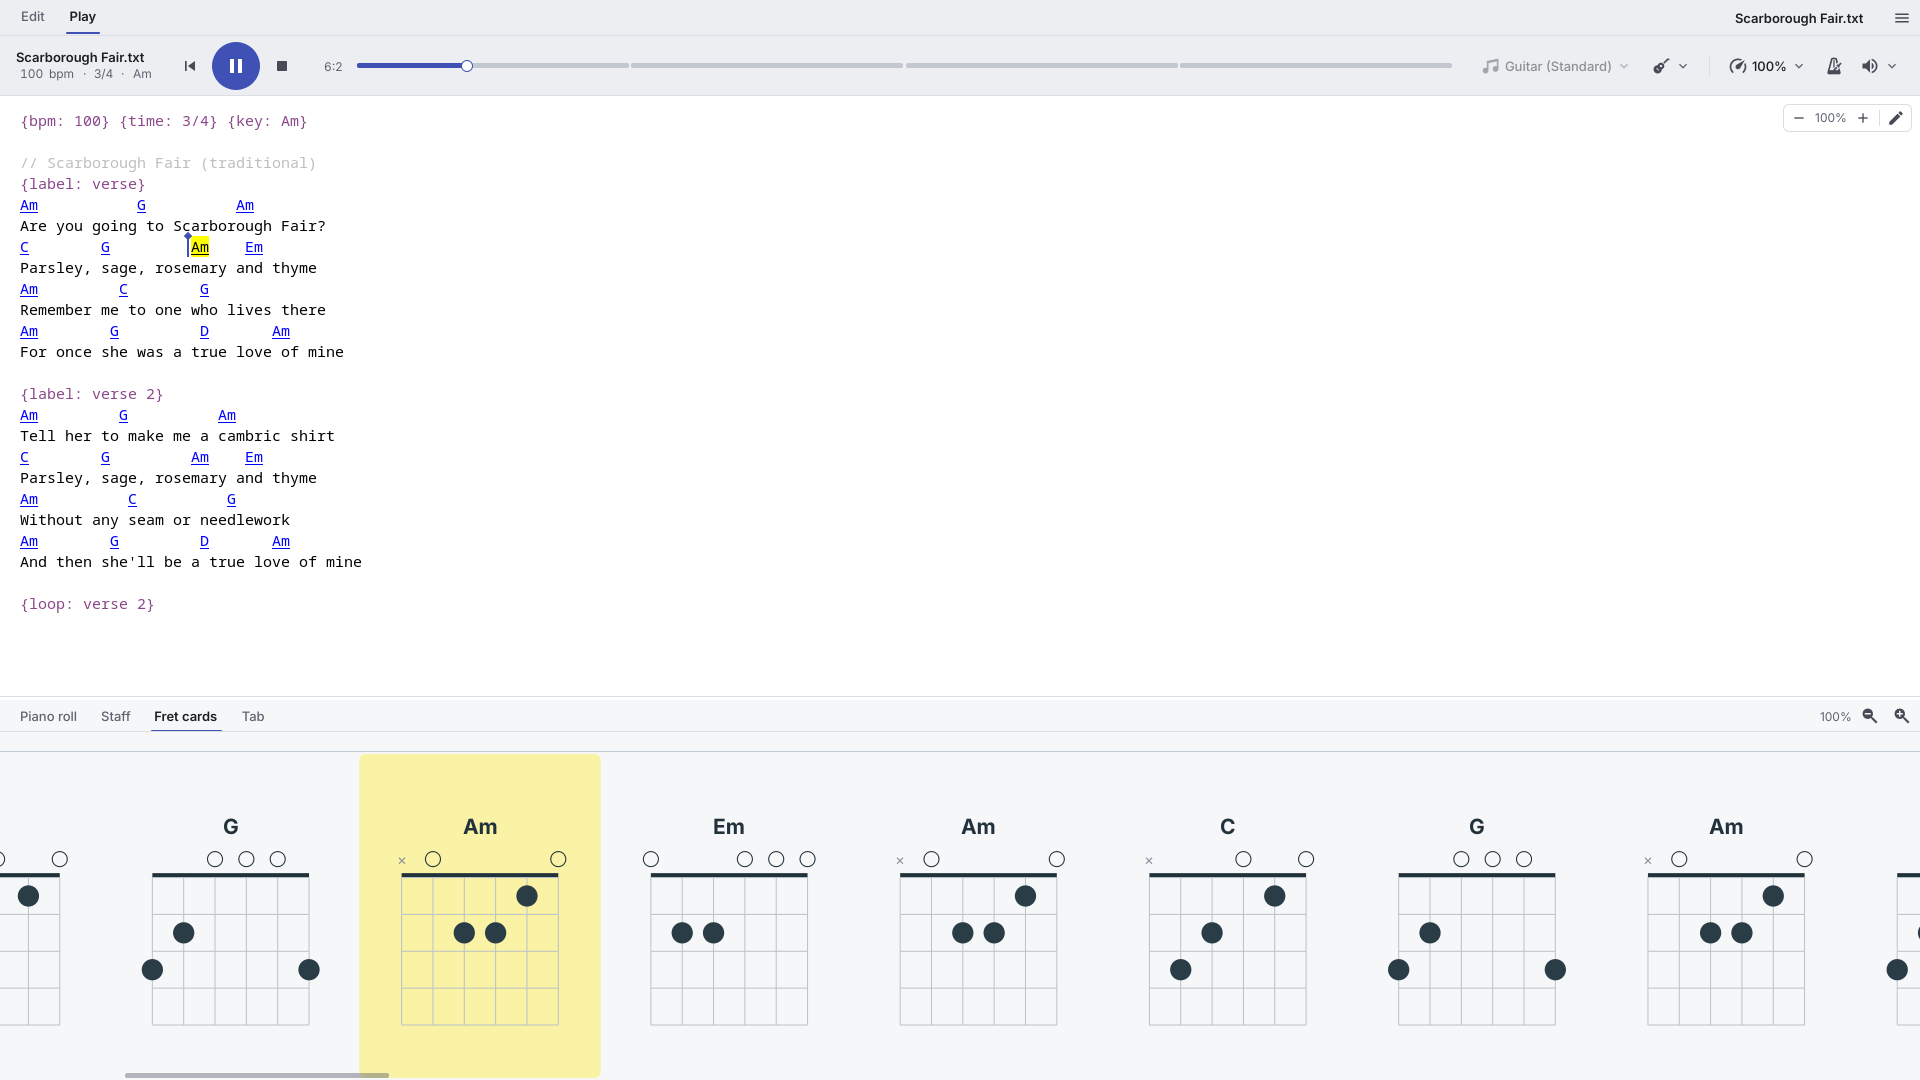 Edit Play Scarborough Fair.txt
Scarborough Fair.txt
100 bpm · 3/4 · Am
6:2 Guitar (Standard) 100%
{bpm: 100} {time: 3/4} {key: Am}
100%
// Scarborough Fair (traditional)
{label: verse}
Am G Am
Are you going to Scarborough Fair?
C G Am Em
Parsley, sage, rosemary and thyme
Am C G
Remember me to one who lives there
Am G D Am
For once she was a true love of mine
{label: verse 2}
Am G Am
Tell her to make me a cambric shirt
C G Am Em
Parsley, sage, rosemary and thyme
Am C G
Without any seam or needlework
Am G D Am
And then she'll be a true love of mine
{loop: verse 2}
Piano roll Staff Fret cards Tab 100%
G Am Em Am C G Am
× × × ×